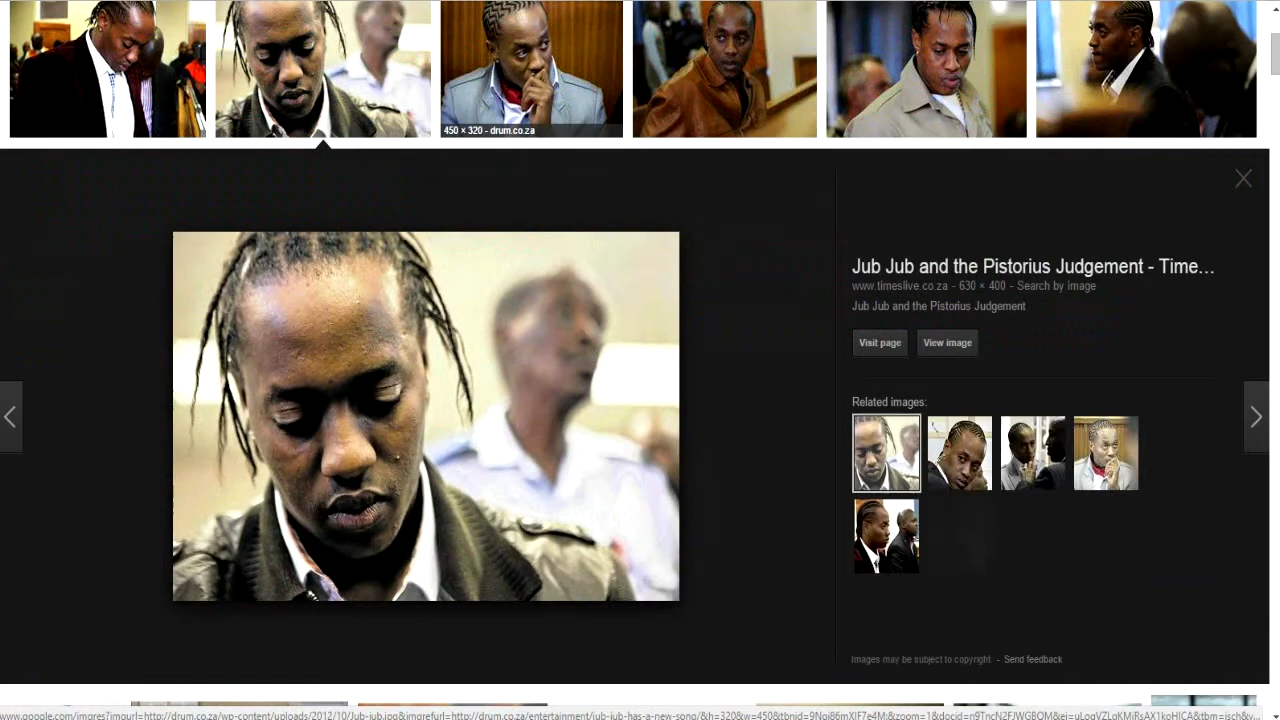 450 × 320 - drum.co.za
Jub Jub and the Pistorius Judgement - Time...
www.timeslive.co.za - 630 × 400 - Search by image
Jub Jub and the Pistorius Judgement
Visit page
View image
Related images:
Images may be subject to copyright. - Send feedback